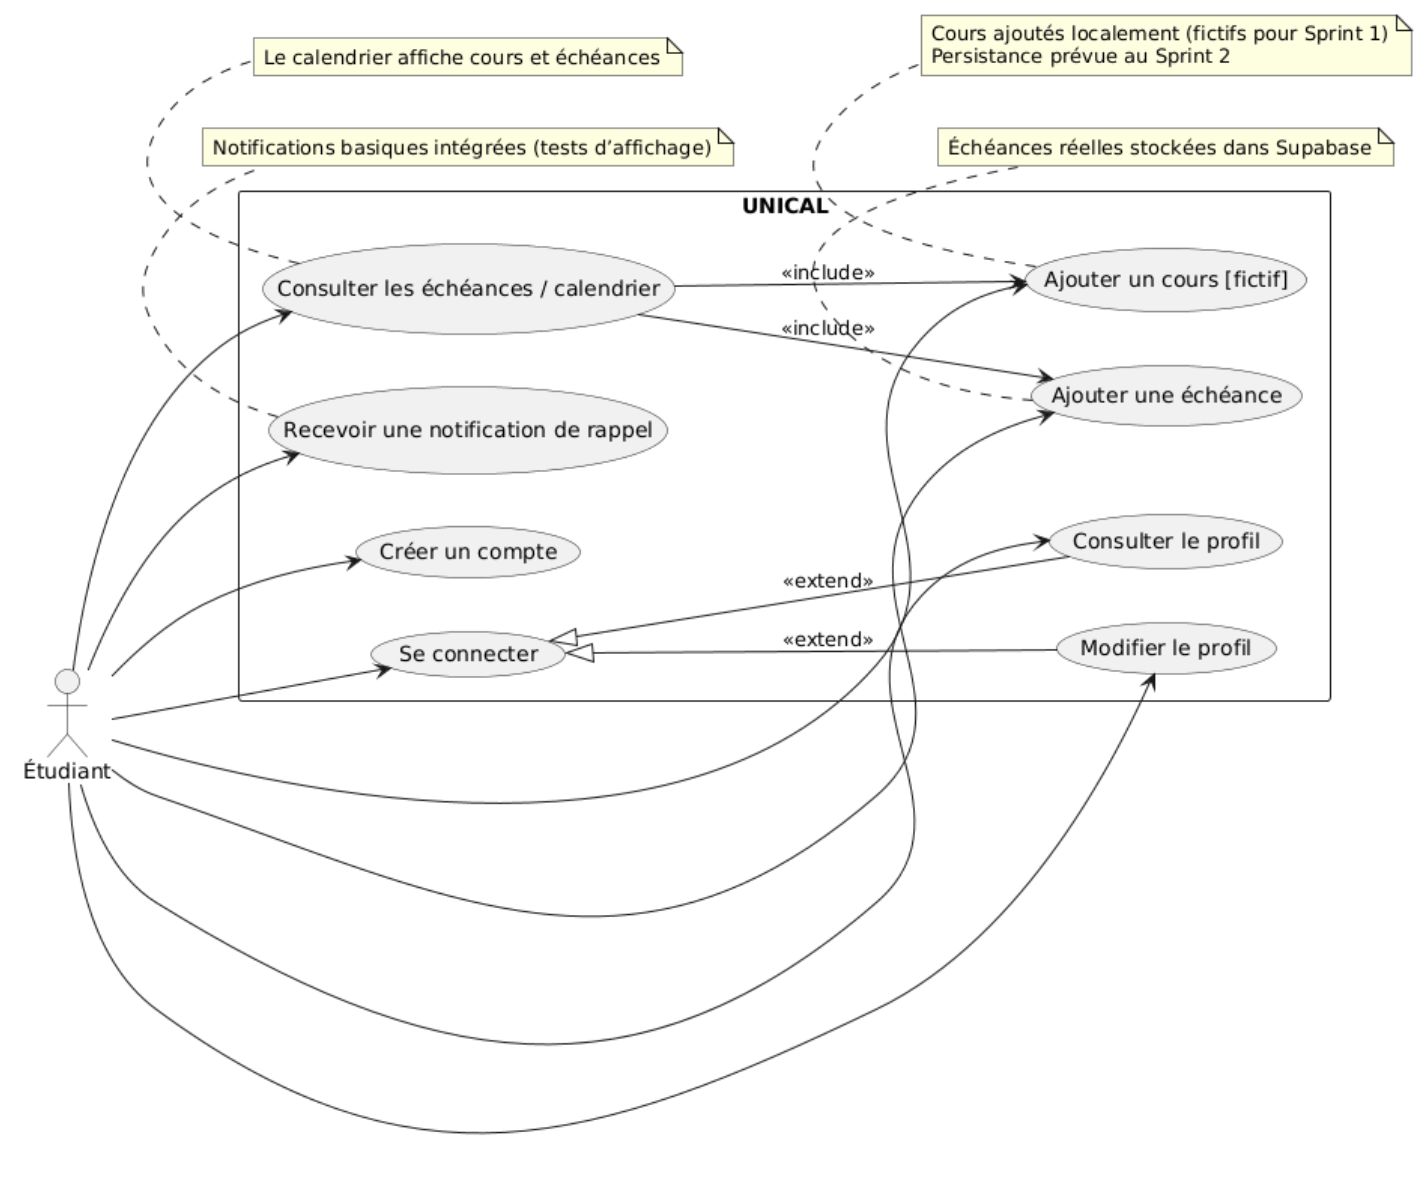 Cours ajoutés localement (fictifs pour Sprint 1)
Persistance prévue au Sprint 2
Le calendrier affiche cours et échéances
Notifications basiques intégrées (tests d’affichage)
Échéances réelles stockées dans Supabase
UNICAL
Consulter les échéances / calendrier
«include»
Ajouter un cours [fictif]
«include»
Ajouter une échéance
Recevoir une notification de rappel
Créer un compte
Consulter le profil
«extend»
Se connecter
«extend»
Modifier le profil
Étudiant